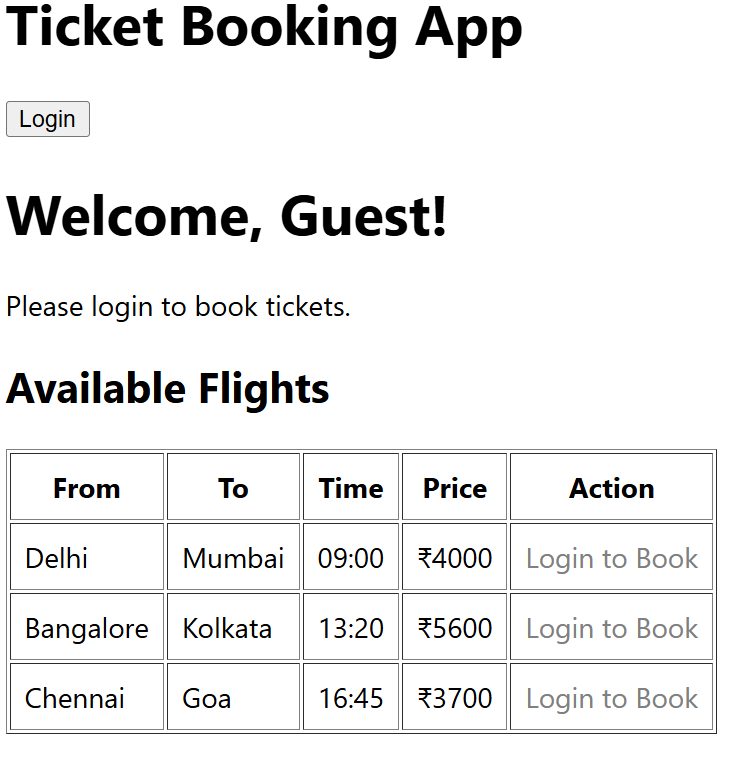 Ticket Booking App
Login
Welcome, Guest!
Please login to book tickets.
Available Flights
From To Time Price Action
Delhi Mumbai 09:00 ₹4000 Login to Book
Bangalore Kolkata 13:20 ₹5600 Login to Book
Chennai Goa 16:45 ₹3700 Login to Book